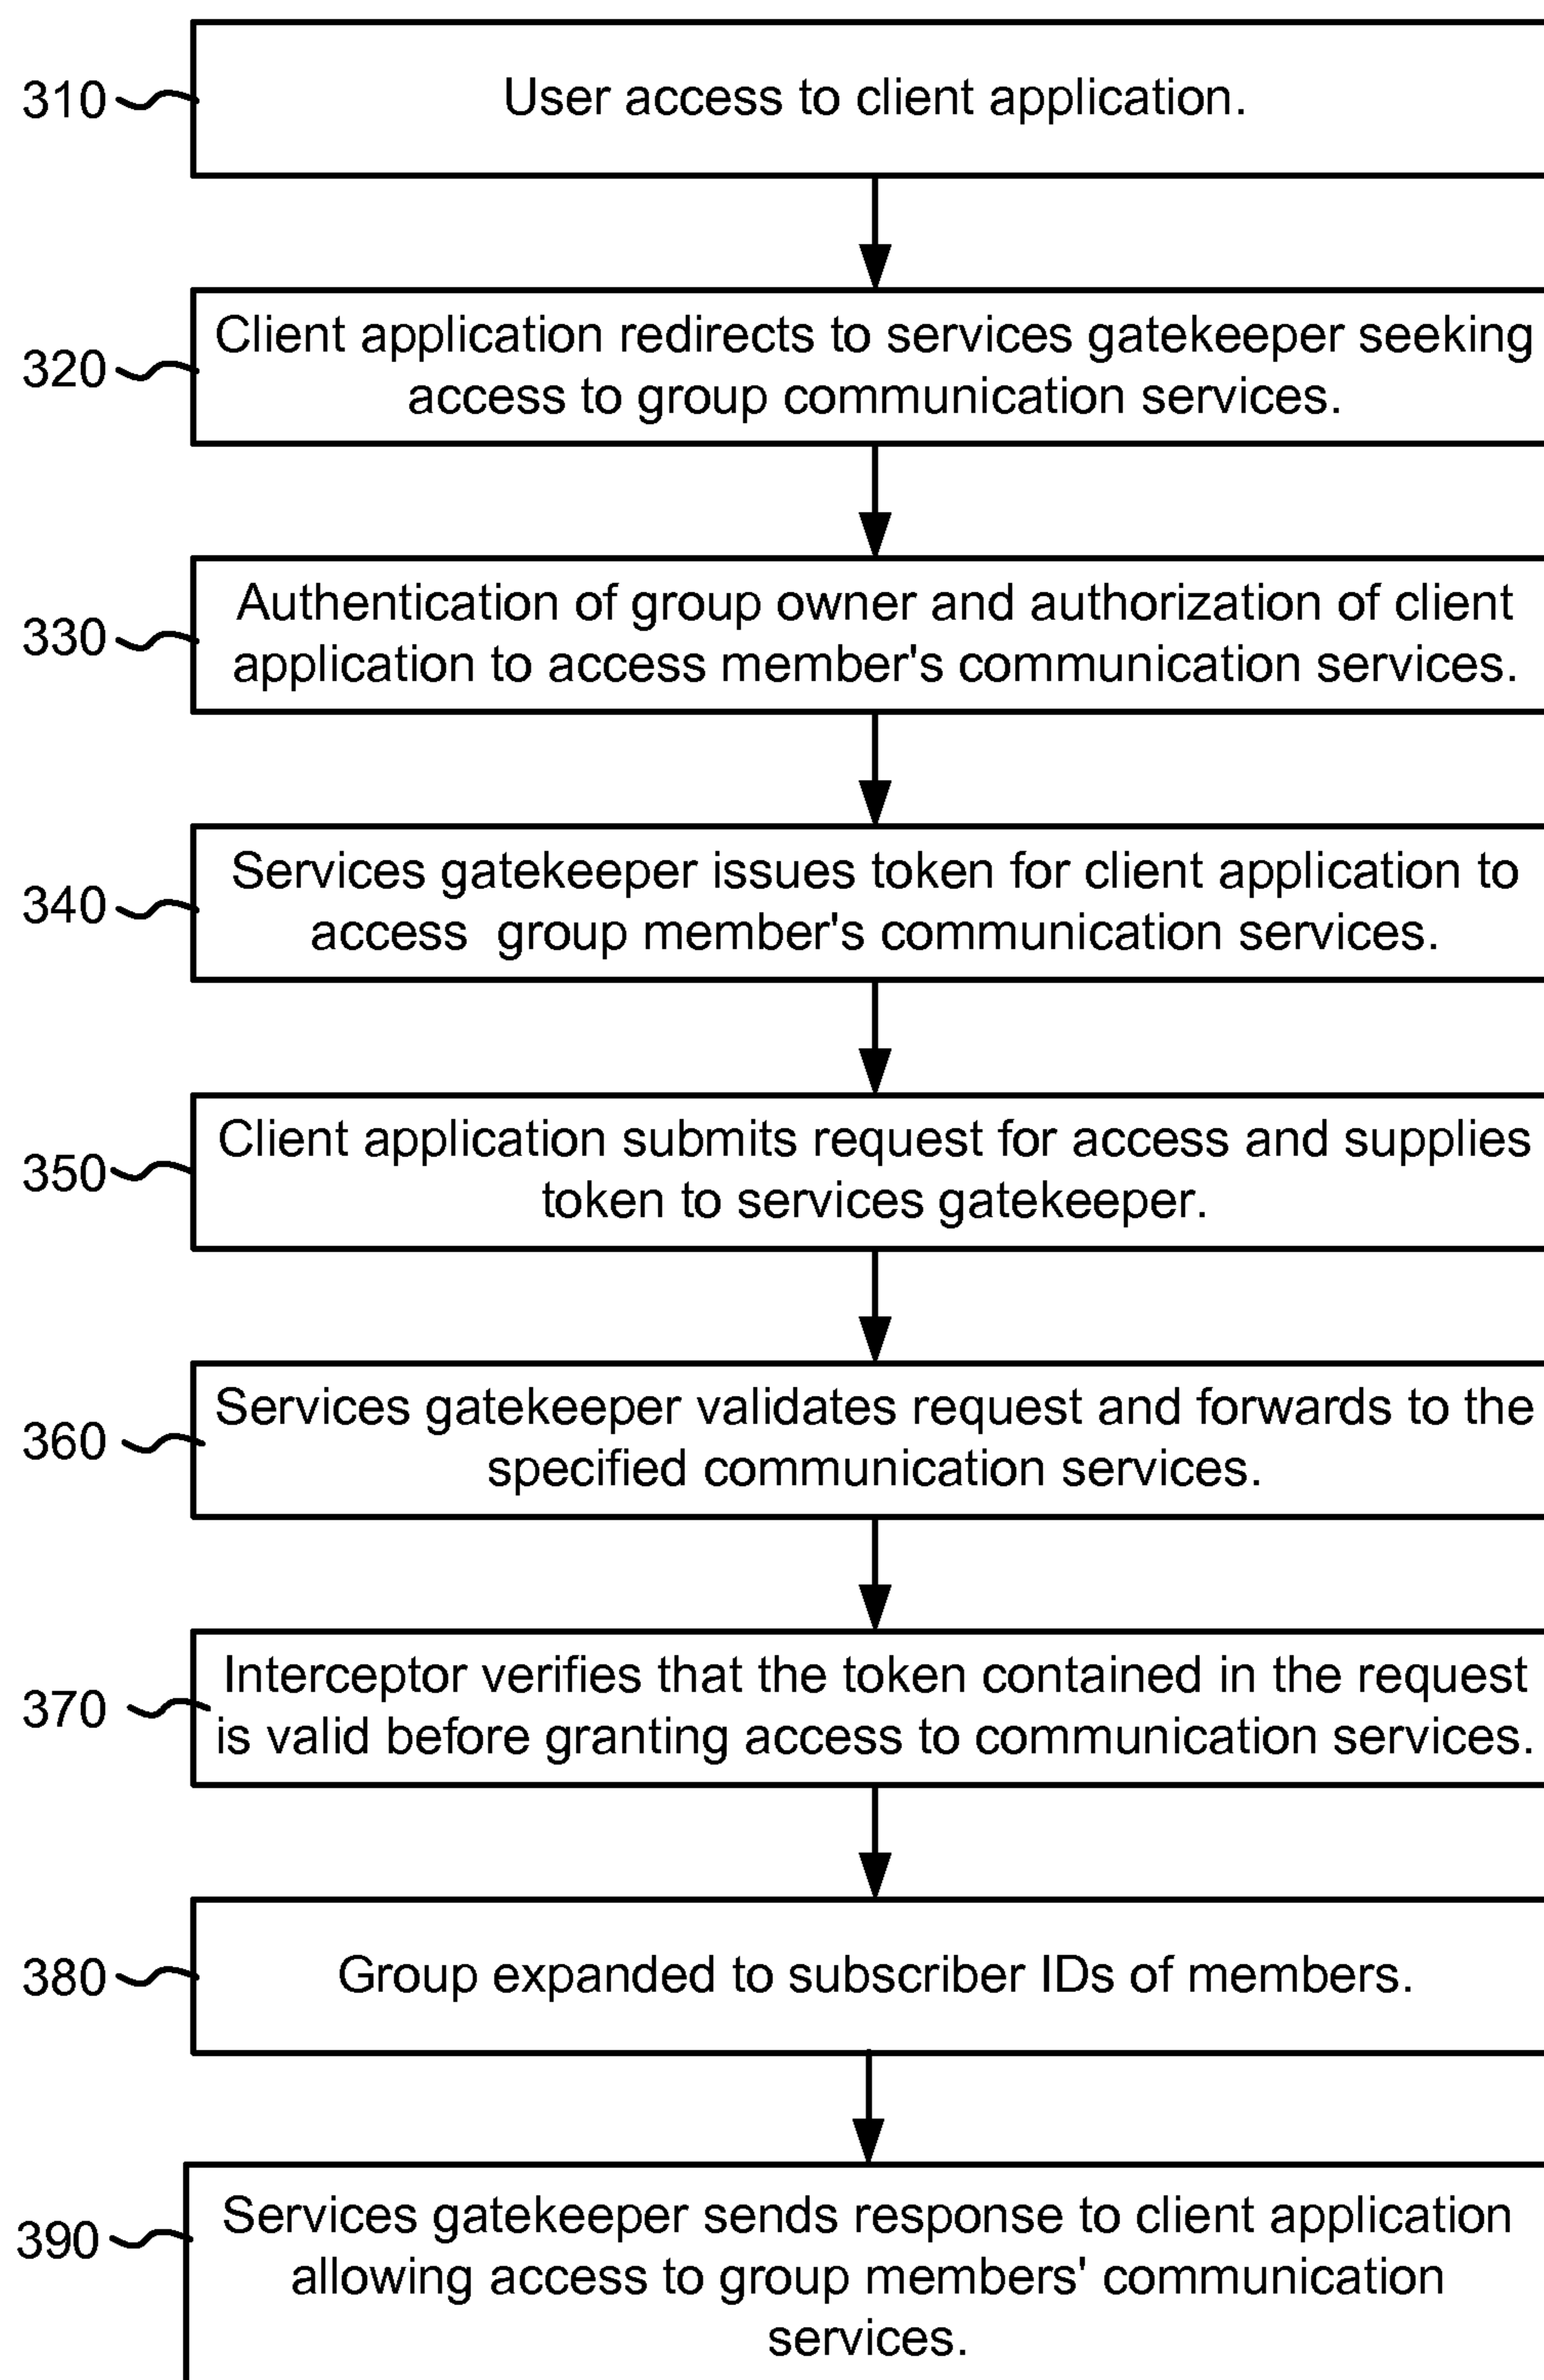 310
User access to client application.
320
Client application redirects to services gatekeeper seeking
access to group communication services.
330
Authentication of group owner and authorization of client
application to access member's communication services.
340
Services gatekeeper issues token for client application to
access  group member's communication services.
350
Client application submits request for access and supplies
token to services gatekeeper.
360
Services gatekeeper validates request and forwards to the
specified communication services.
370
Interceptor verifies that the token contained in the request
is valid before granting access to communication services.
380
Group expanded to subscriber IDs of members.
390
Services gatekeeper sends response to client application
allowing access to group members' communication
services.